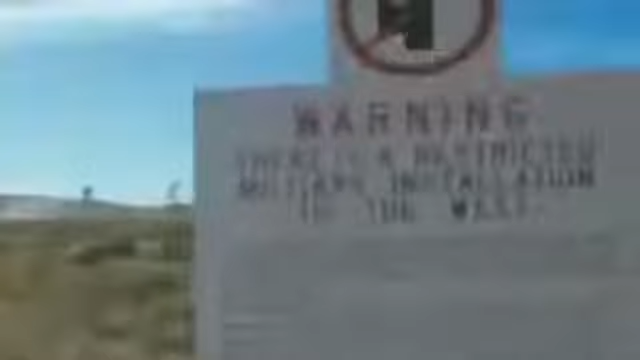 WARNING
THERE IS A RESTRICTED
MILITARY INSTALLATION
TO THE WEST.